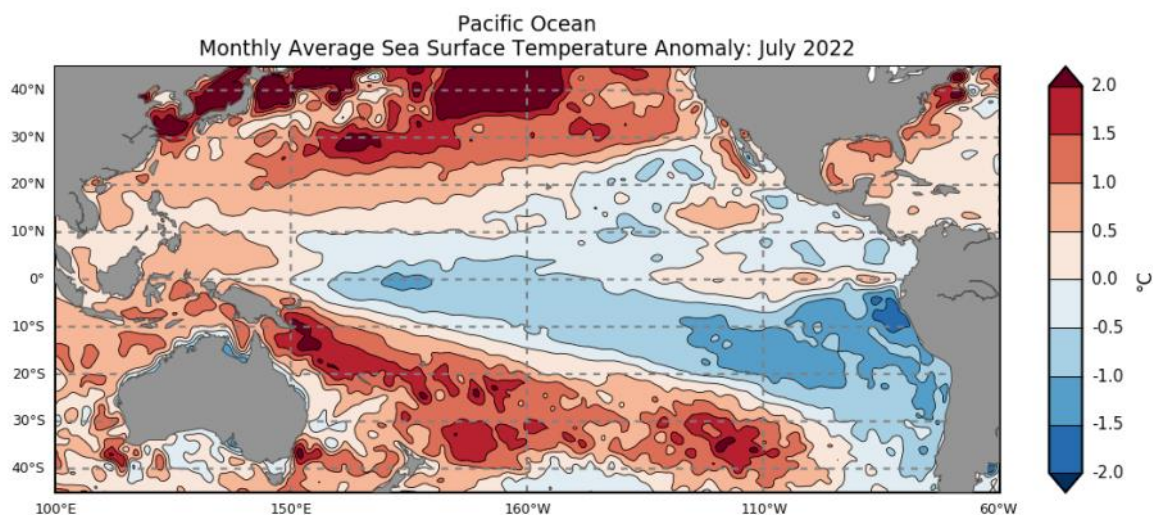 Pacific Ocean
Monthly Average Sea Surface Temperature Anomaly: July 2022
40°N
30°N
20°N
10°N
0°
10°S
20°S
30°S
40°S
100°E
150°E
160°W
110°W
60°W
2.0
1.5
1.0
0.5
0.0
-0.5
-1.0
-1.5
-2.0
°C